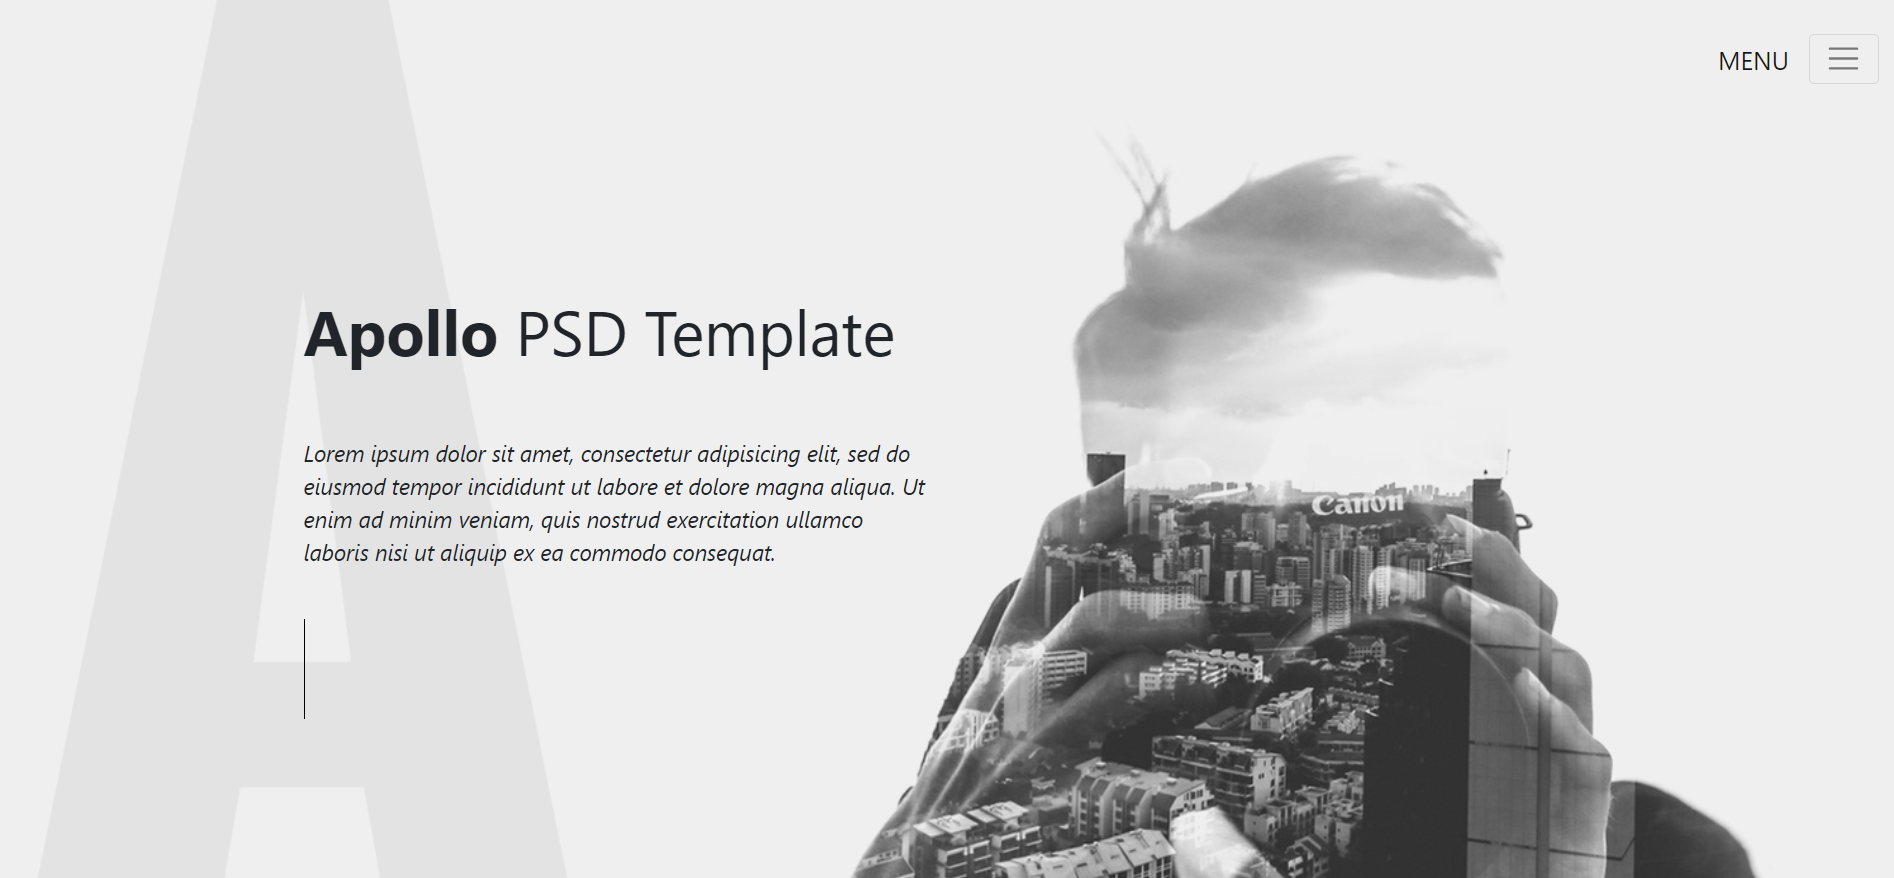 MENU
Apollo PSD Template
Lorem ipsum dolor sit amet, consectetur adipisicing elit, sed do
eiusmod tempor incididunt ut labore et dolore magna aliqua. Ut
enim ad minim veniam, quis nostrud exercitation ullamco
laboris nisi ut aliquip ex ea commodo consequat.
Canon
A